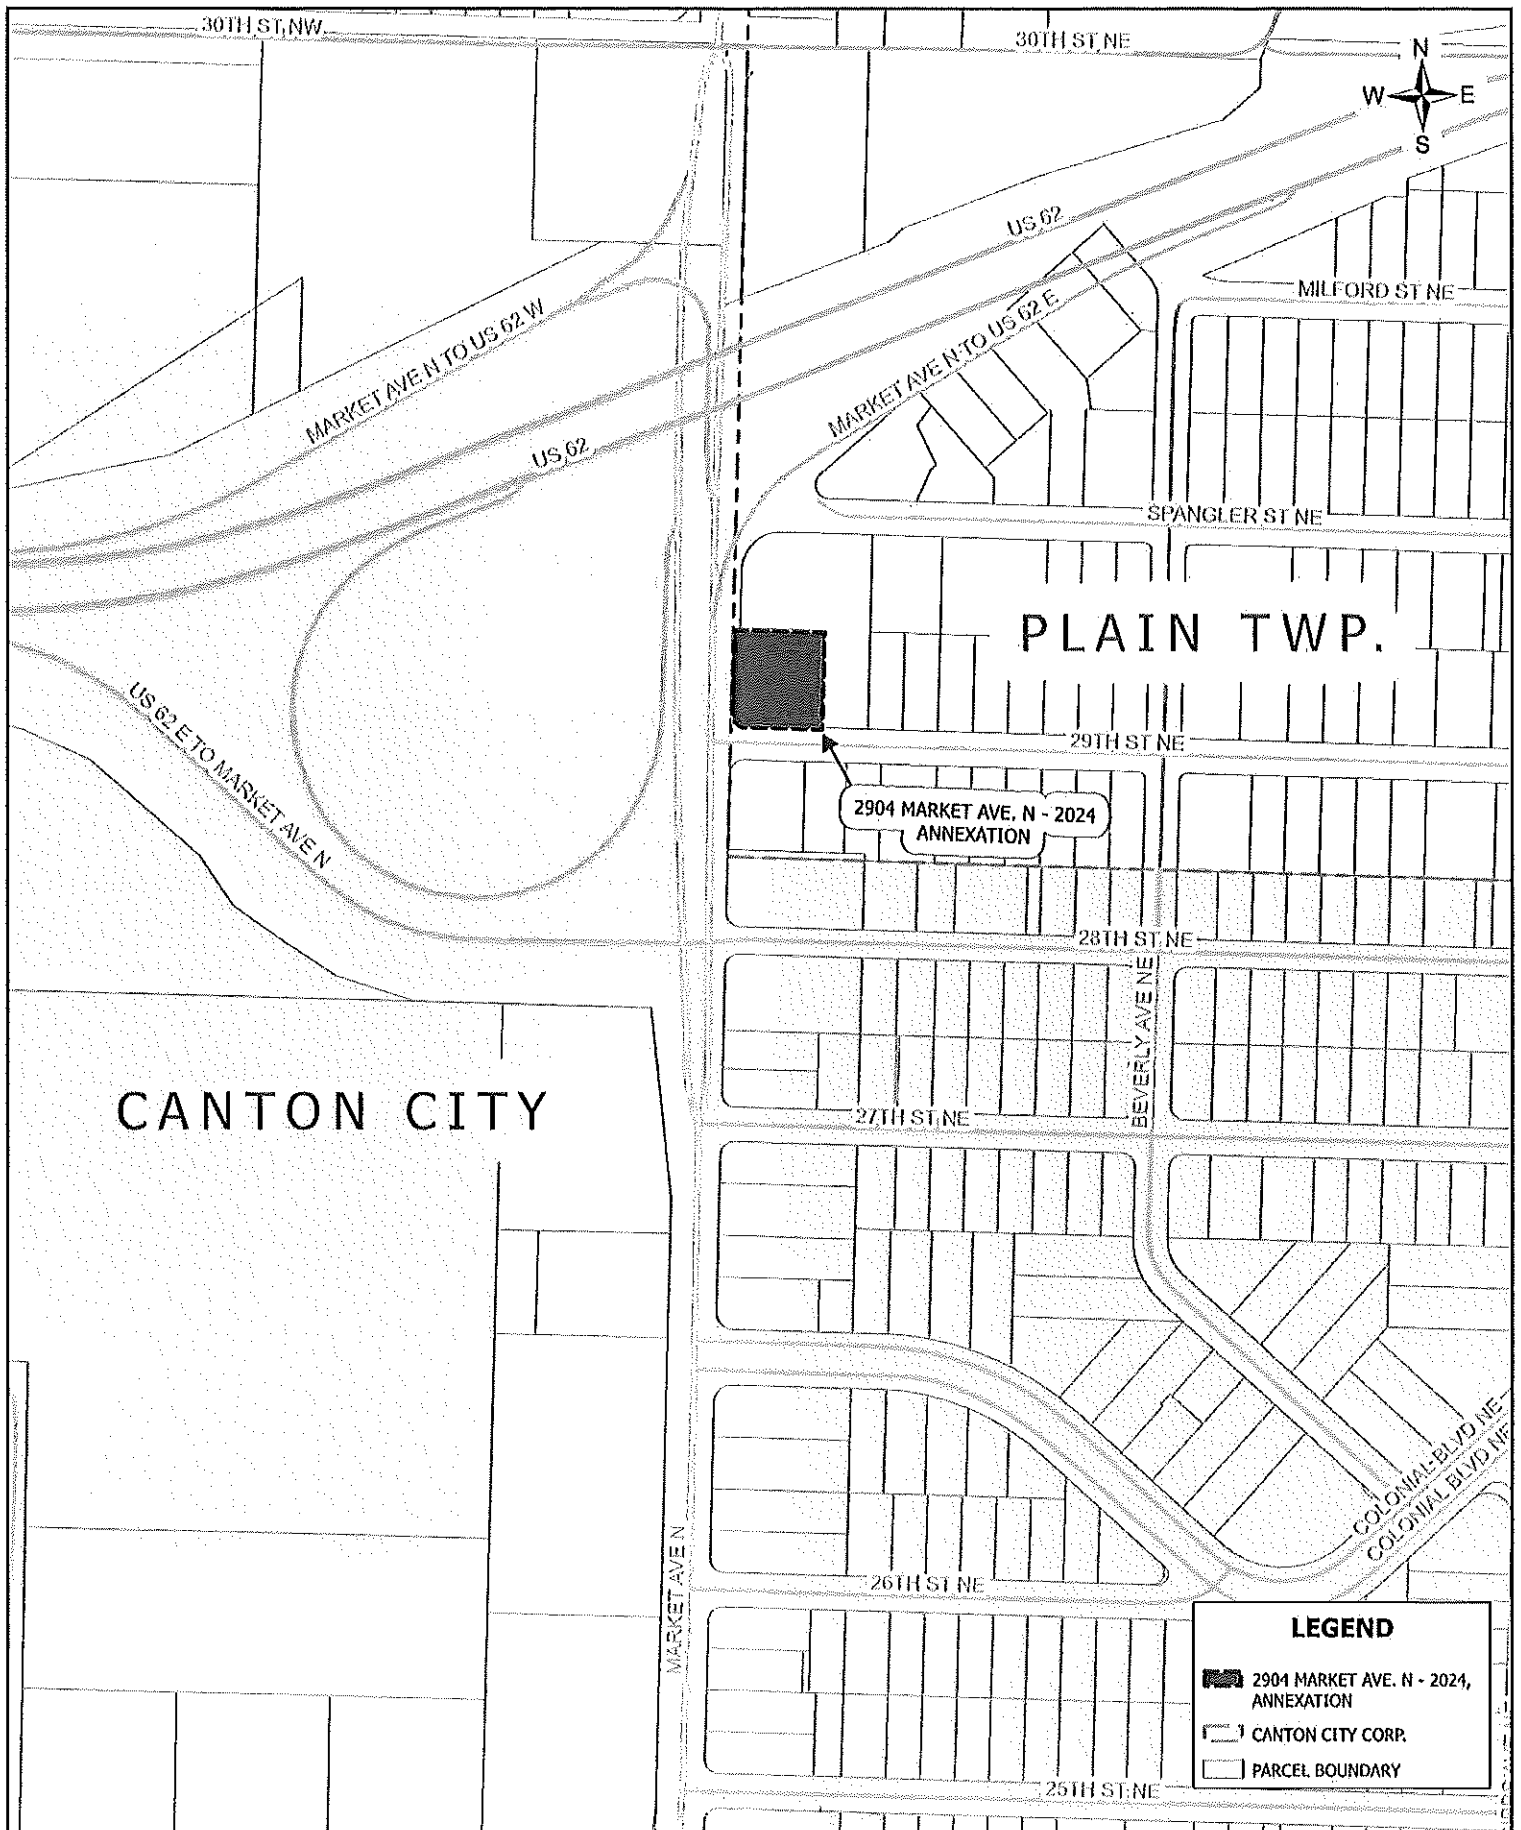 30TH ST NW
30TH ST NE
N
W
E
S
US 62
MILFORD ST NE
MARKET AVE N TO US 62 W
MARKET AVE N TO US 62 E
US 62
SPANGLER ST NE
PLAIN TWP.
US 62 E TO MARKET AVE N
29TH ST NE
2904 MARKET AVE. N - 2024
ANNEXATION
28TH ST NE
BEVERLY AVE NE
CANTON CITY
27TH ST NE
COLONIAL BLVD NE
COLONIAL BLVD NE
MARKET AVE N
26TH ST NE
LEGEND
2904 MARKET AVE. N - 2024,
ANNEXATION
CANTON CITY CORP.
PARCEL BOUNDARY
25TH ST NE